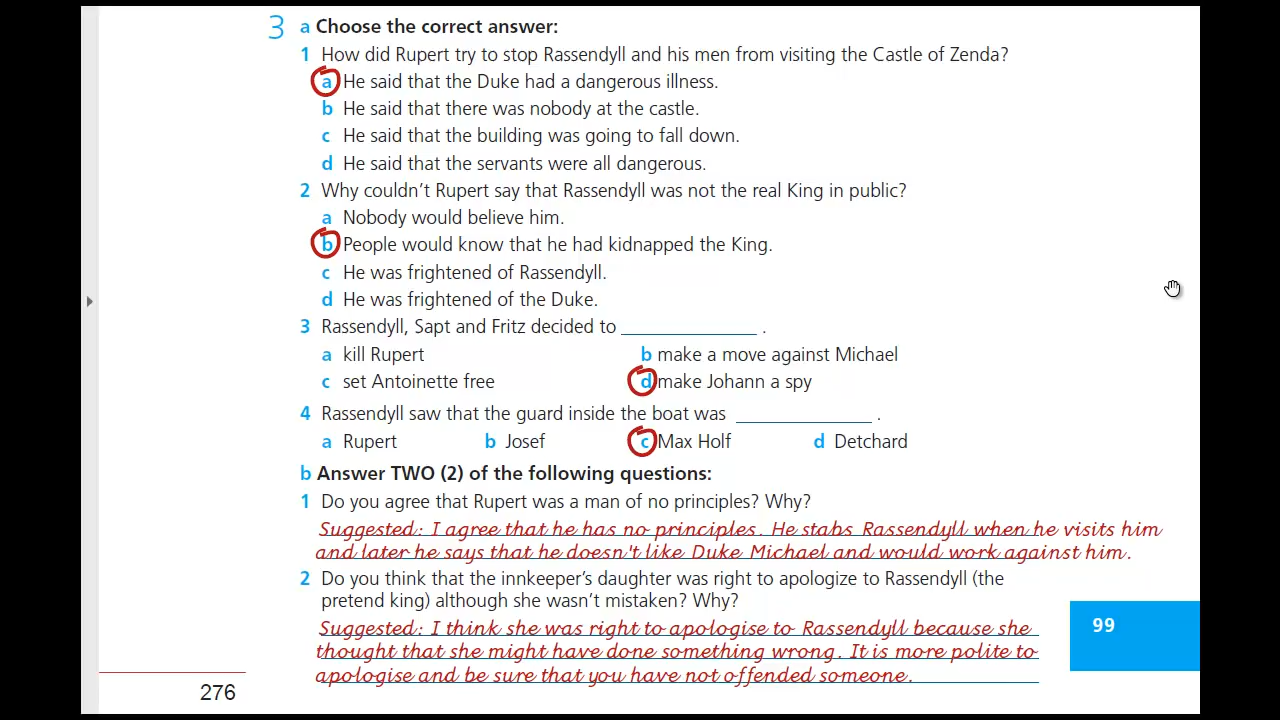 3 a Choose the correct answer:
1 How did Rupert try to stop Rassendyll and his men from visiting the Castle of Zenda?
a He said that the Duke had a dangerous illness.
b He said that there was nobody at the castle.
c He said that the building was going to fall down.
d He said that the servants were all dangerous.
2 Why couldn't Rupert say that Rassendyll was not the real King in public?
a Nobody would believe him.
b People would know that he had kidnapped the King.
c He was frightened of Rassendyll.
d He was frightened of the Duke.
3 Rassendyll, Sapt and Fritz decided to ____________ .
a kill Rupert b make a move against Michael
c set Antoinette free d make Johann a spy
4 Rassendyll saw that the guard inside the boat was ____________ .
a Rupert b Josef c Max Holf d Detchard
b Answer TWO (2) of the following questions:
1 Do you agree that Rupert was a man of no principles? Why?
Suggested: I agree that he has no principles. He stabs Rassendyll when he visits him
and later he says that he doesn't like Duke Michael and would work against him.
2 Do you think that the innkeeper's daughter was right to apologize to Rassendyll (the
pretend king) although she wasn't mistaken? Why?
Suggested: I think she was right to apologise to Rassendyll because she
thought that she might have done something wrong. It is more polite to
apologise and be sure that you have not offended someone.
99
276